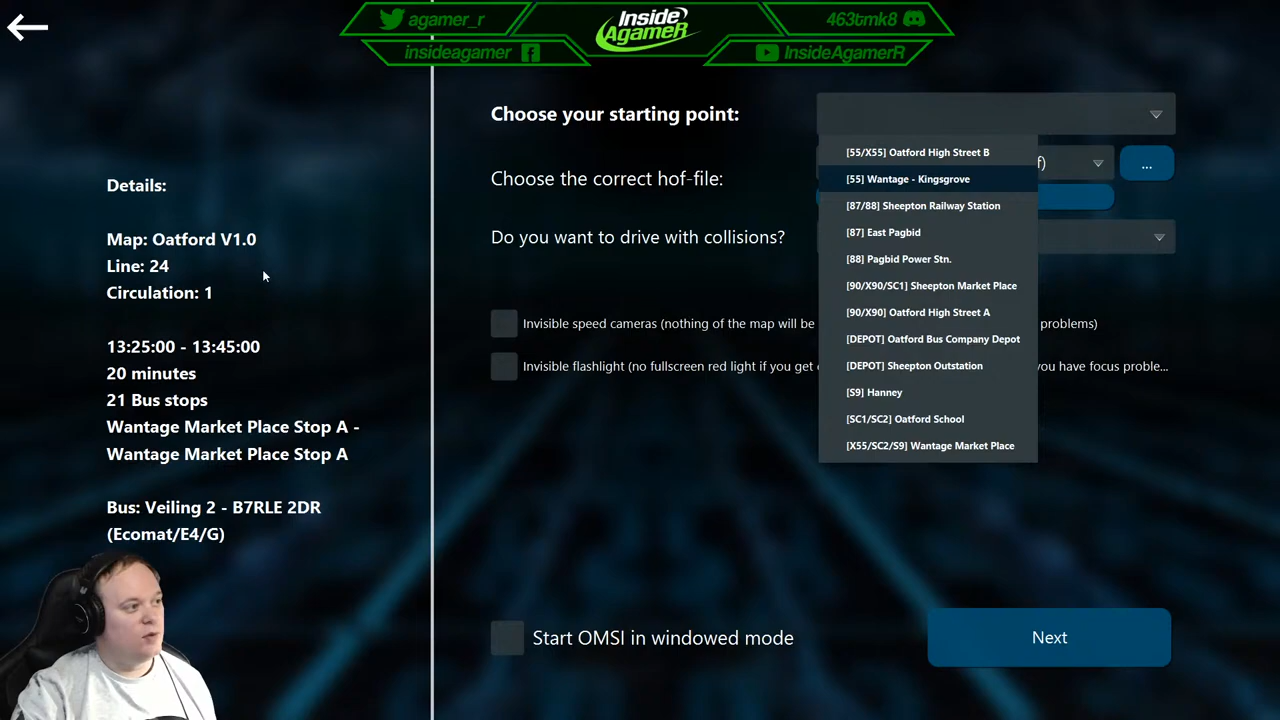 agamer_r
Inside
AgameR
463tmk8
insideagamer
InsideAgamerR
Details:
Map: Oatford V1.0
Line: 24
Circulation: 1
13:25:00 - 13:45:00
20 minutes
21 Bus stops
Wantage Market Place Stop A -
Wantage Market Place Stop A
Bus: Veiling 2 - B7RLE 2DR
(Ecomat/E4/G)
Choose your starting point:
[55/X55] Oatford High Street B
Choose the correct hof-file:
f)
...
[55] Wantage - Kingsgrove
[87/88] Sheepton Railway Station
Do you want to drive with collisions?
[87] East Pagbid
[88] Pagbid Power Stn.
[90/X90/SC1] Sheepton Market Place
[90/X90] Oatford High Street A
[DEPOT] Oatford Bus Company Depot
[DEPOT] Sheepton Outstation
[S9] Hanney
[SC1/SC2] Oatford School
[X55/SC2/S9] Wantage Market Place
Invisible speed cameras (nothing of the map will be problems)
Invisible flashlight (no fullscreen red light if you get ou have focus proble...
Start OMSI in windowed mode
Next